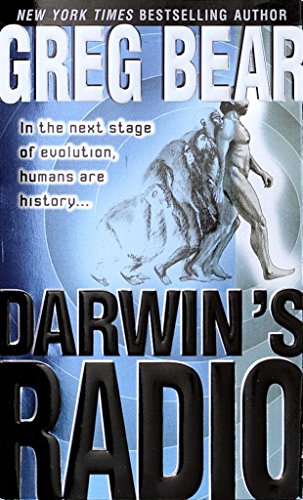 NEW YORK TIMES BESTSELLING AUTHOR
GREG BEAR
In the next stage
of evolution,
humans are
history...
DARWIN'S
RADIO